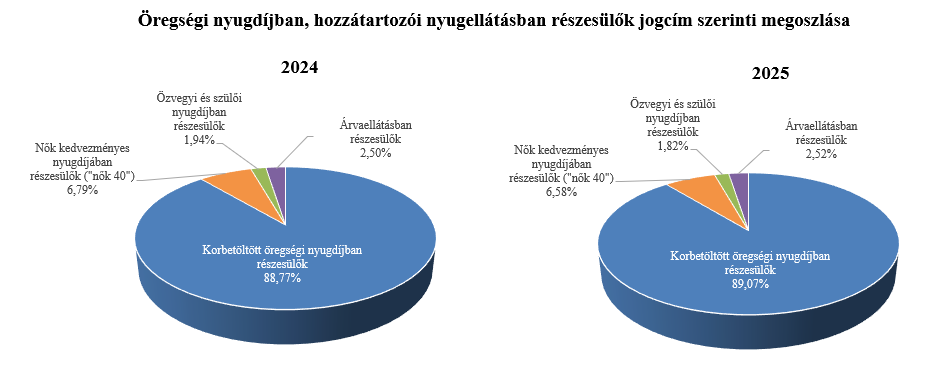 Öregségi nyugdíjban, hozzátartozói nyugellátásban részesülők jogcím szerinti megoszlása
2024
Özvegyi és szülői
nyugdíjban
részesülők
1,94%
Árvaellátásban
részesülők
2,50%
Nők kedvezményes
nyugdíjában
részesülők ("nők 40")
6,79%
Korbetöltött öregségi nyugdíjban
részesülők
88,77%
2025
Özvegyi és szülői
nyugdíjban
részesülők
1,82%
Árvaellátásban
részesülők
2,52%
Nők kedvezményes
nyugdíjában
részesülők ("nők 40")
6,58%
Korbetöltött öregségi nyugdíjban
részesülők
89,07%